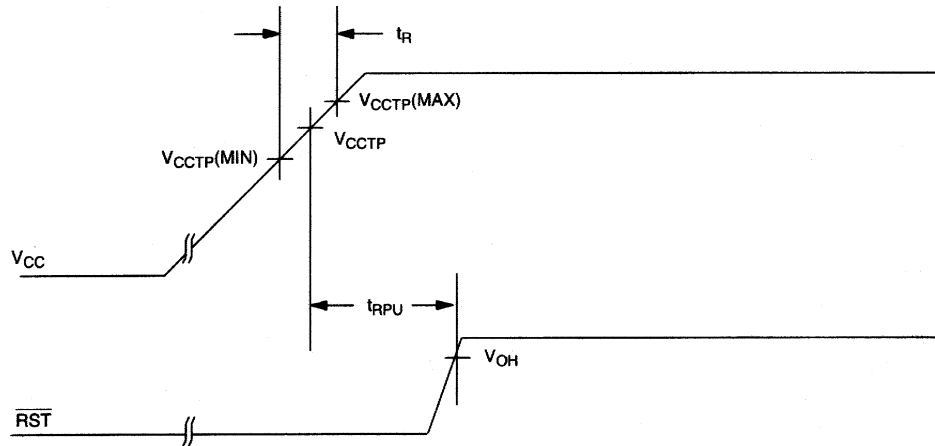 tR
VCCTP(MAX)
VCCTP
VCCTP(MIN)
VCC
tRPU
VOH
RST